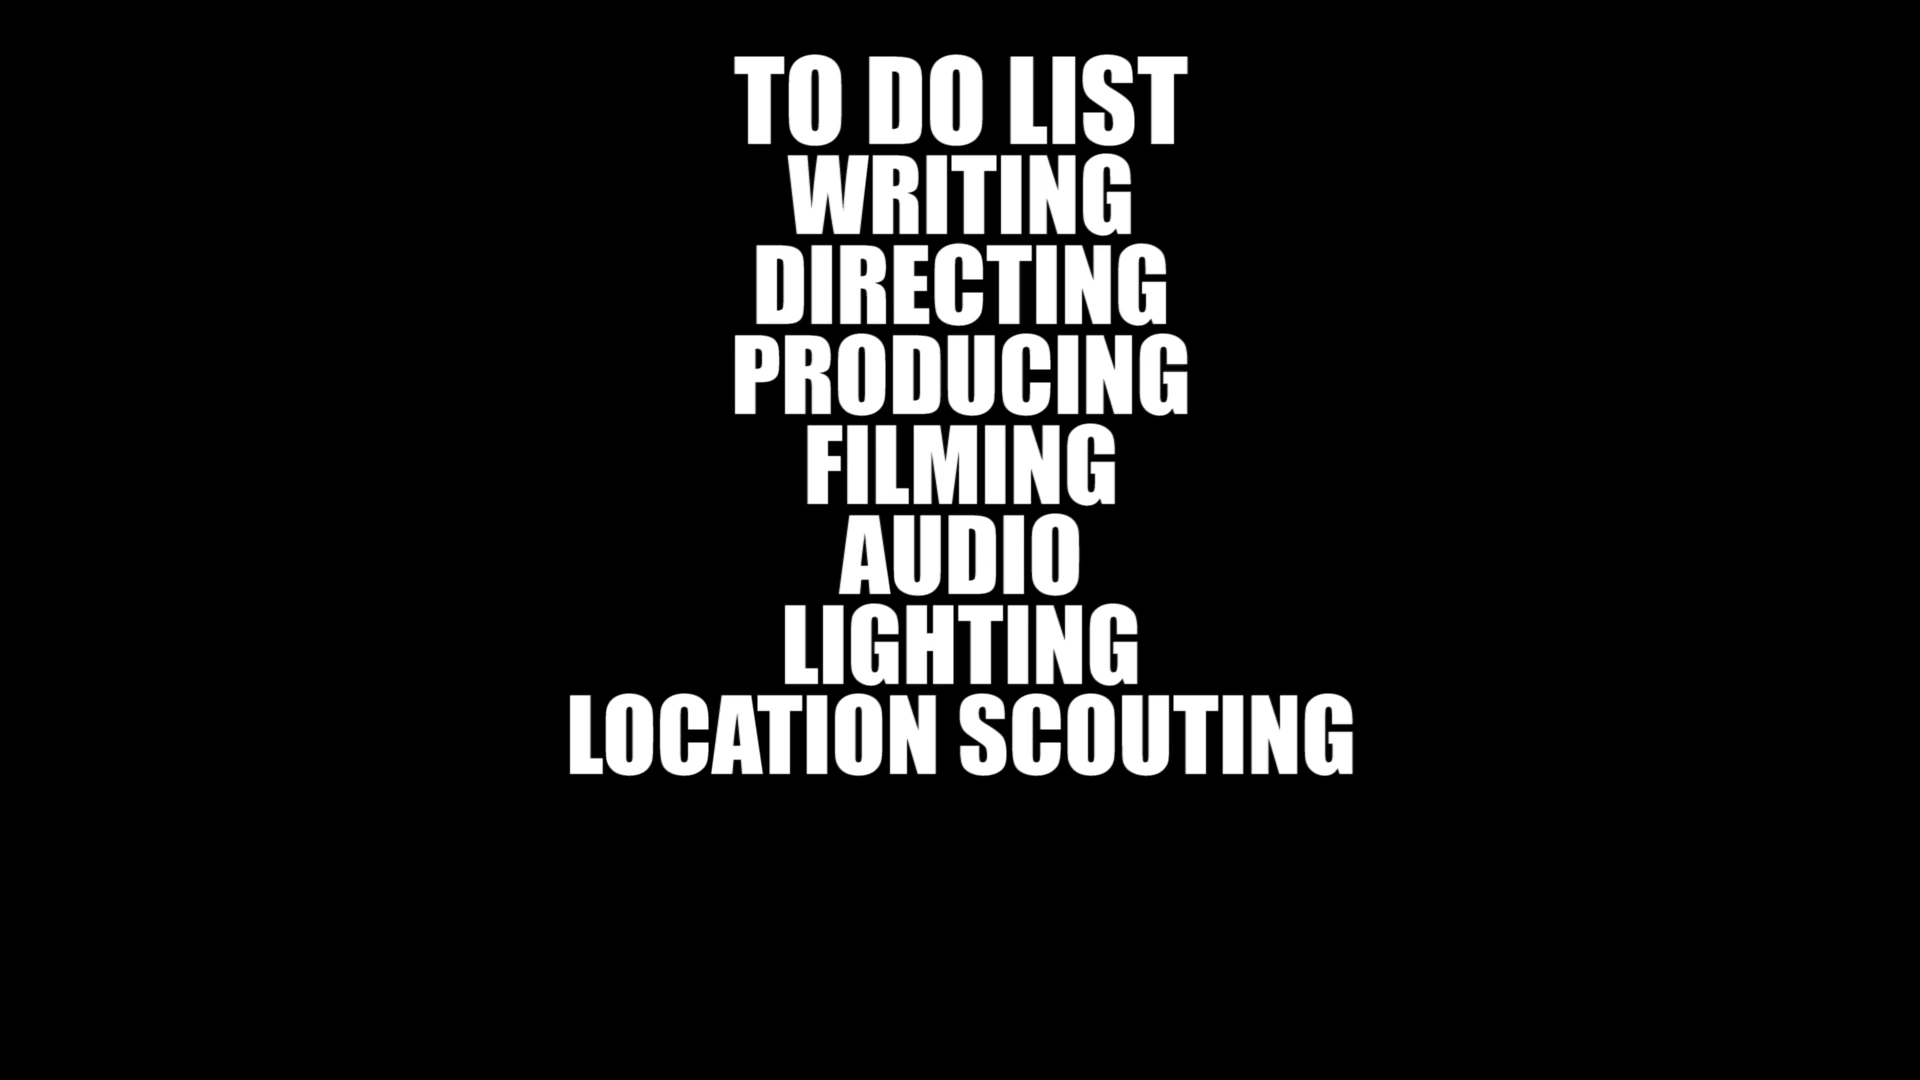 TO DO LIST
WRITING
DIRECTING
PRODUCING
FILMING
AUDIO
LIGHTING
LOCATION SCOUTING